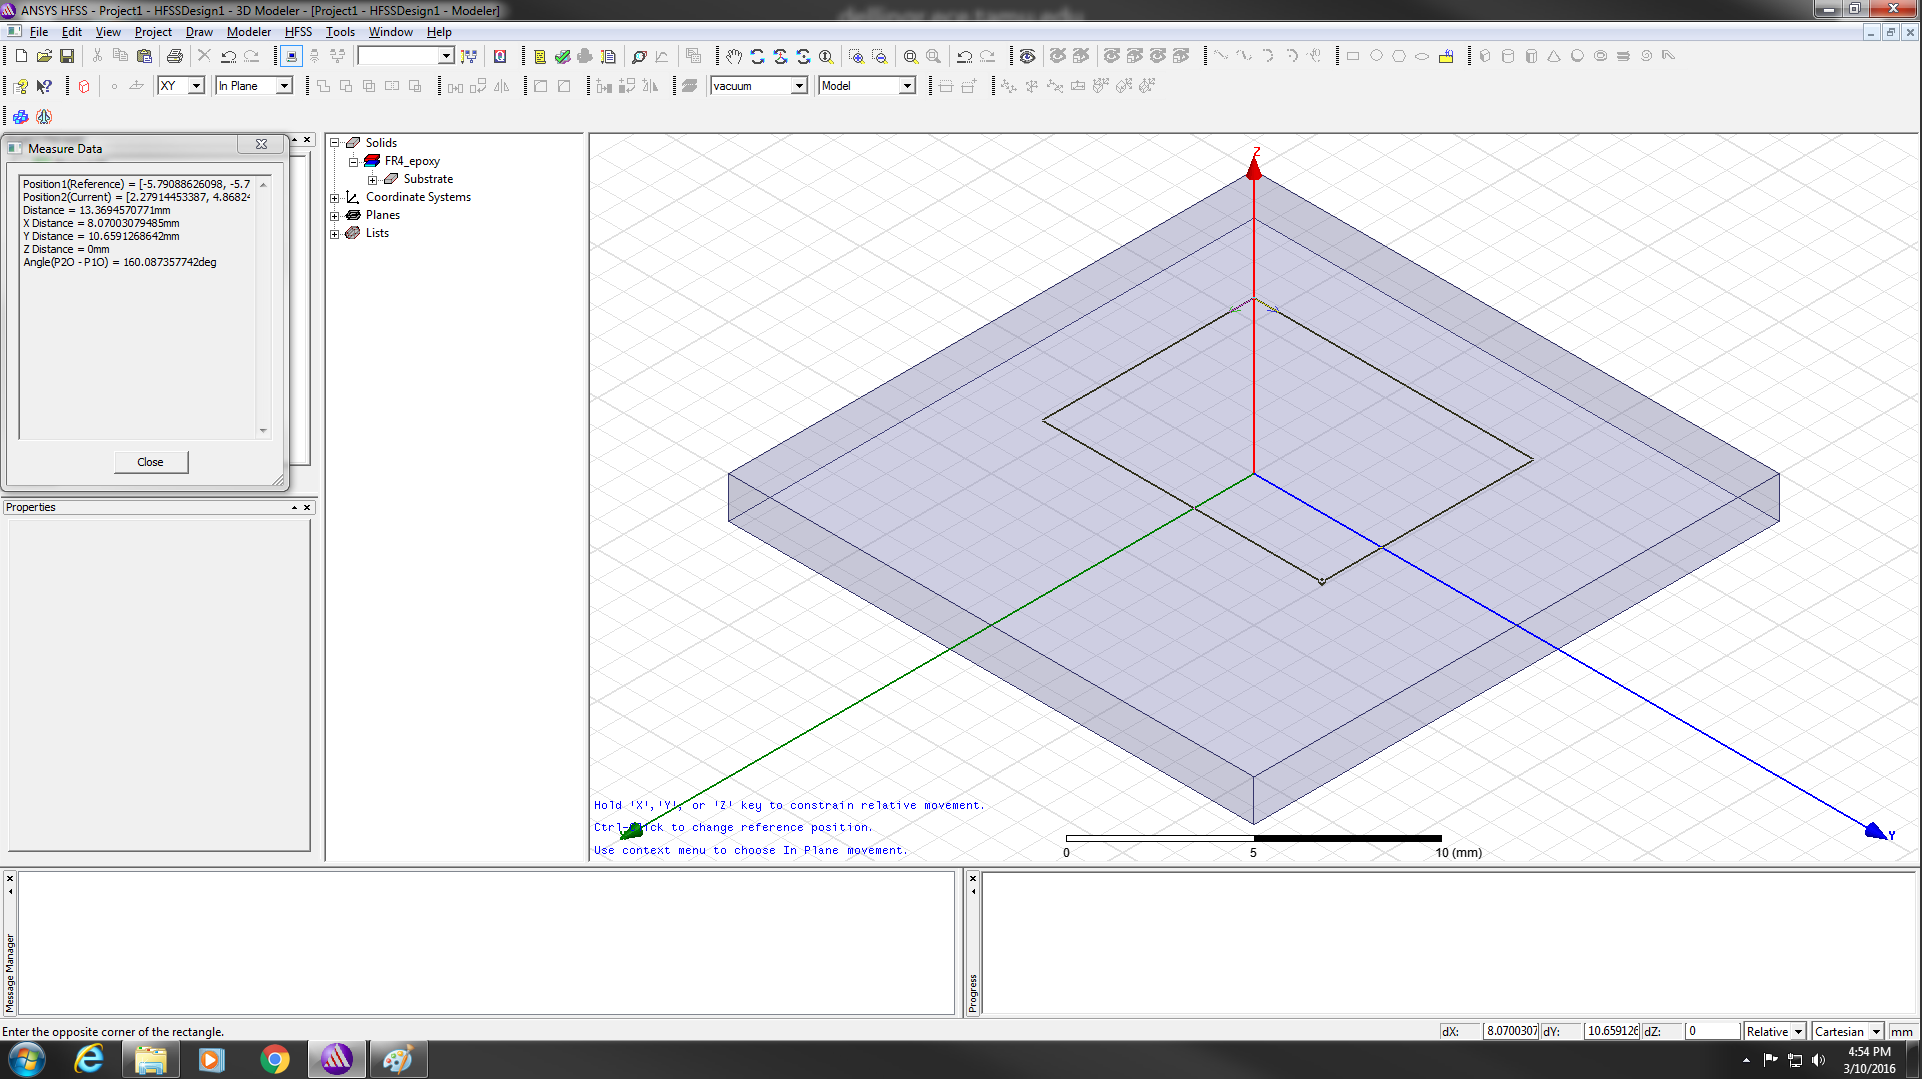 ANSYS HFSS - Project1 - HFSSDesign1 - 3D Modeler - [Project1 - HFSSDesign1 - Modeler]
dellingr.ece.tamu.edu
File Edit View Project Draw Modeler HFSS Tools Window Help
XY In Plane vacuum Model
Measure Data
Position1(Reference) = [-5.79088626098, -5.7
Position2(Current) = [2.27914453387, 4.8682
Distance = 13.3694570771mm
X Distance = 8.07003079485mm
Y Distance = 10.6591268642mm
Z Distance = 0mm
Angle(P2O - P1O) = 160.087357742deg
Close
Properties
Solids
FR4_epoxy
Substrate
Coordinate Systems
Planes
Lists
Z
Y
Hold 'X','Y', or 'Z' key to constrain relative movement.
Ctrl-Click to change reference position.
Use context menu to choose In Plane movement.
0 5 10 (mm)
Message Manager
Progress
Enter the opposite corner of the rectangle.
dX: 8.0700307 dY: 10.659126 dZ: 0 Relative Cartesian mm
4:54 PM
3/10/2016